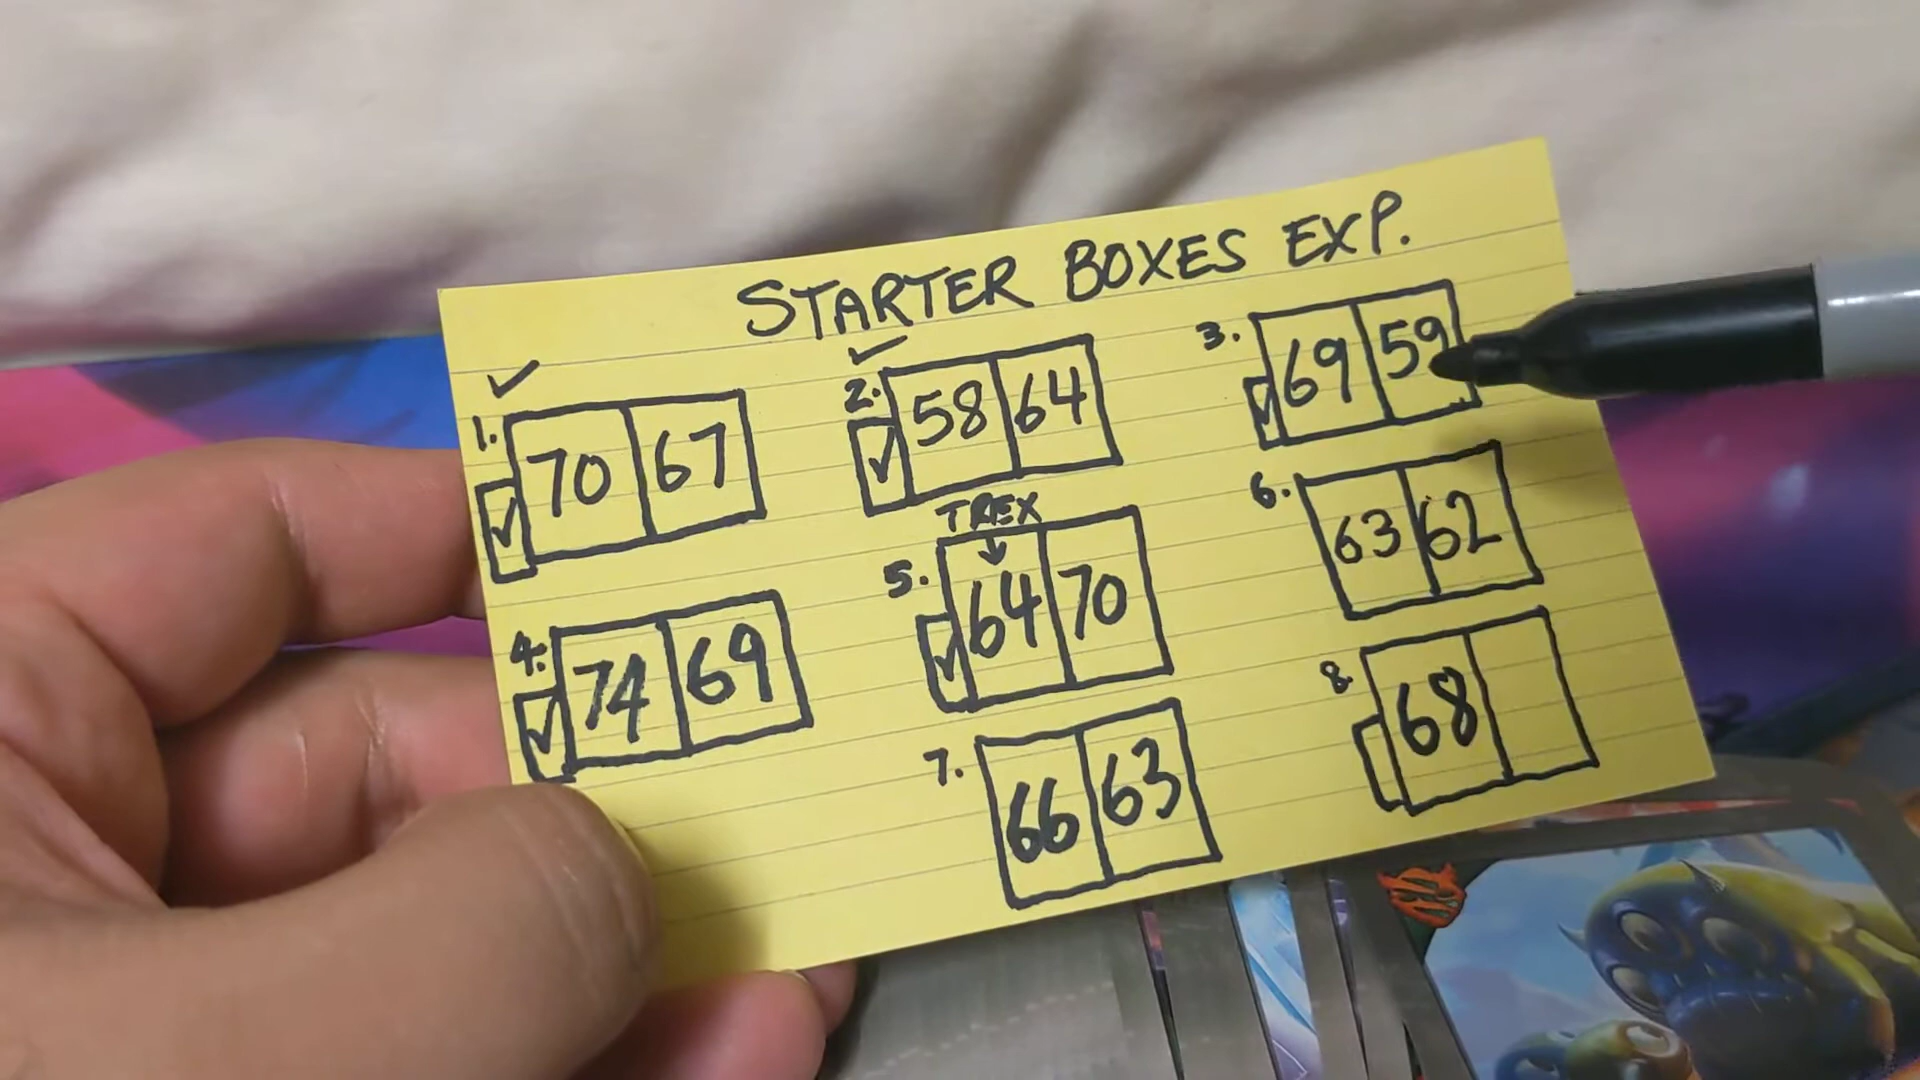 STARTER BOXES EXP.
✓ ✓
1. ✓ 70 67
2. ✓ 58 64
3. ✓ 69 59
4. ✓ 74 69
TREX
↓
5. ✓ 64 70
6. 63 62
7. 66 63
8. 68